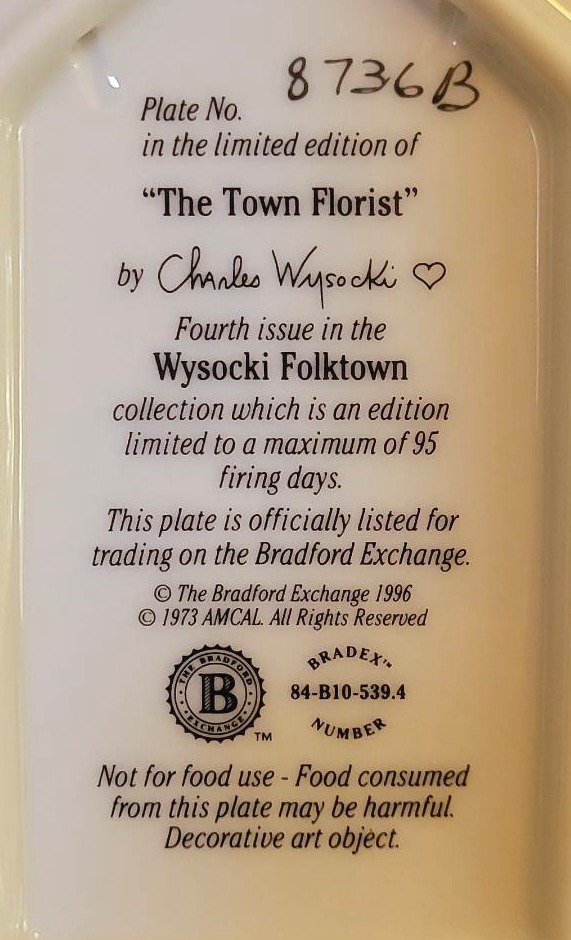 8736B
Plate No.
in the limited edition of
“The Town Florist”
by Charles Wysocki ♡
Fourth issue in the
Wysocki Folktown
collection which is an edition
limited to a maximum of 95
firing days.
This plate is officially listed for
trading on the Bradford Exchange.
© The Bradford Exchange 1996
© 1973 AMCAL. All Rights Reserved
THE BRADFORD
B
EXCHANGE
TM
BRADEX™
84-B10-539.4
NUMBER
Not for food use - Food consumed
from this plate may be harmful.
Decorative art object.